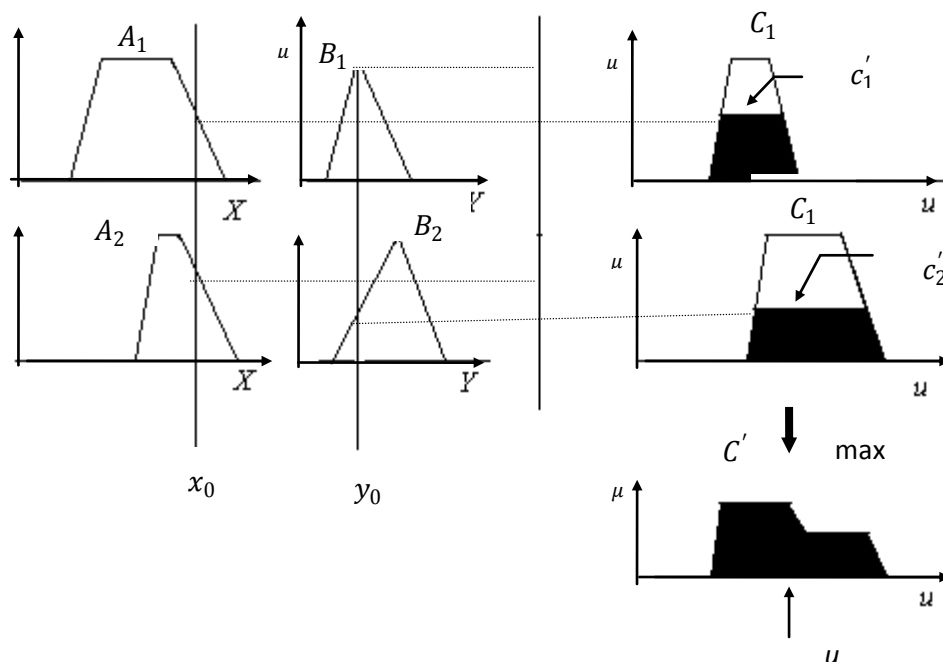 A₁ B₁ C₁
μ μ c₁′
X Y u
A₂ B₂ C₁
μ c₂′
X Y u
C′ max
x₀ y₀
μ
u
u